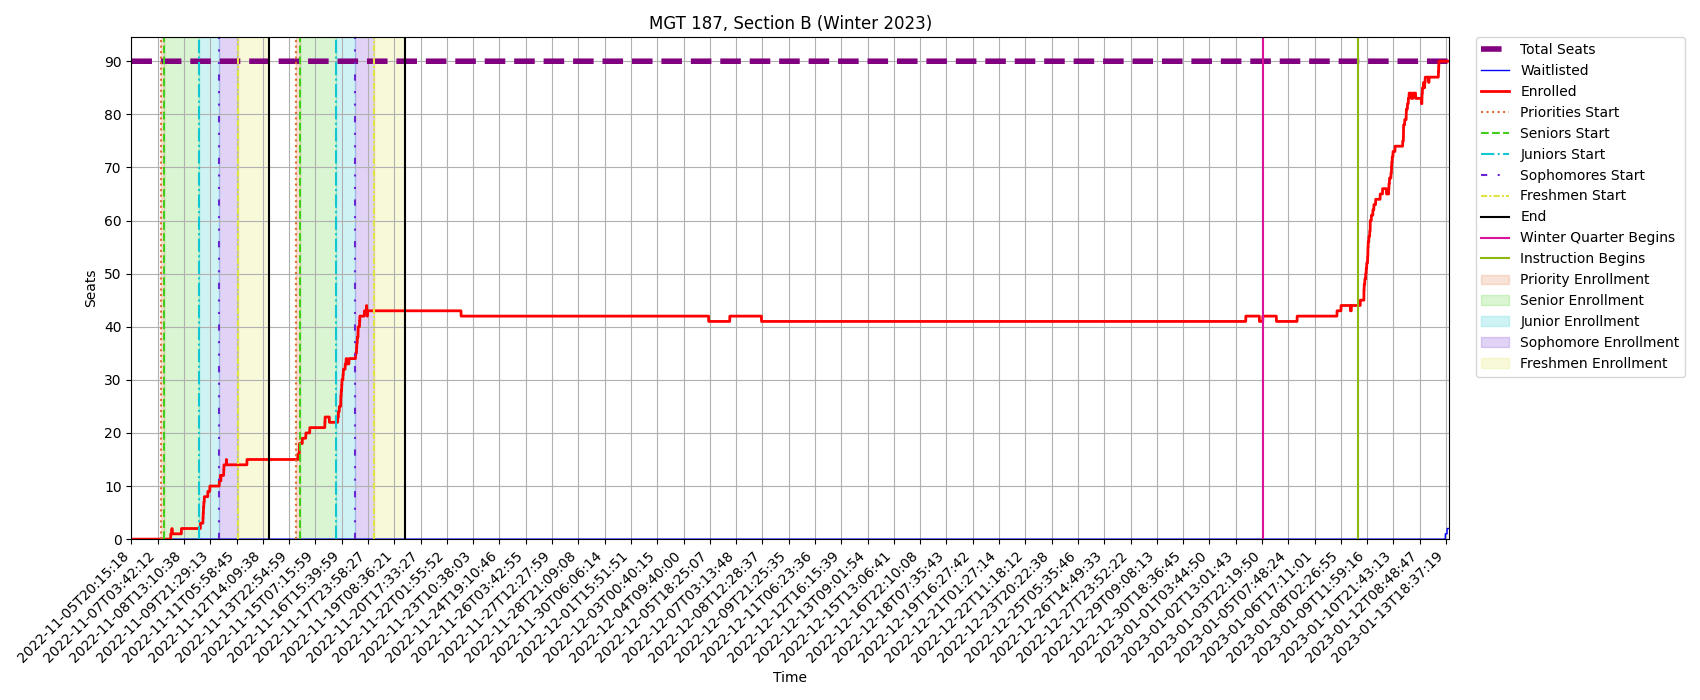 MGT 187, Section B (Winter 2023)
Seats
90
80
70
60
50
40
30
20
10
0
2022-11-05T20:15:18
2022-11-07T03:42:12
2022-11-08T13:10:38
2022-11-09T21:29:13
2022-11-11T05:58:45
2022-11-12T14:09:38
2022-11-13T22:54:59
2022-11-15T07:15:59
2022-11-16T15:39:59
2022-11-17T23:58:27
2022-11-19T08:36:21
2022-11-20T17:33:27
2022-11-22T01:55:52
2022-11-23T10:38:03
2022-11-24T19:10:46
2022-11-26T03:42:55
2022-11-27T12:27:59
2022-11-28T21:09:08
2022-11-30T06:06:14
2022-12-01T15:51:51
2022-12-03T00:40:15
2022-12-04T09:40:00
2022-12-05T18:25:07
2022-12-07T03:13:48
2022-12-08T12:28:37
2022-12-09T21:25:35
2022-12-11T06:23:36
2022-12-12T16:15:39
2022-12-13T09:01:54
2022-12-15T13:06:41
2022-12-16T22:10:08
2022-12-18T07:35:43
2022-12-19T16:27:42
2022-12-21T01:27:14
2022-12-22T11:18:12
2022-12-23T20:22:38
2022-12-25T05:35:46
2022-12-26T14:49:33
2022-12-27T23:52:22
2022-12-29T09:08:13
2022-12-30T18:36:45
2023-01-01T03:44:50
2023-01-02T13:01:43
2023-01-03T22:19:50
2023-01-05T07:48:24
2023-01-06T17:11:01
2023-01-08T02:26:55
2023-01-09T11:59:16
2023-01-10T21:43:13
2023-01-12T08:48:47
2023-01-13T18:37:19
Time
Total Seats
Waitlisted
Enrolled
Priorities Start
Seniors Start
Juniors Start
Sophomores Start
Freshmen Start
End
Winter Quarter Begins
Instruction Begins
Priority Enrollment
Senior Enrollment
Junior Enrollment
Sophomore Enrollment
Freshmen Enrollment